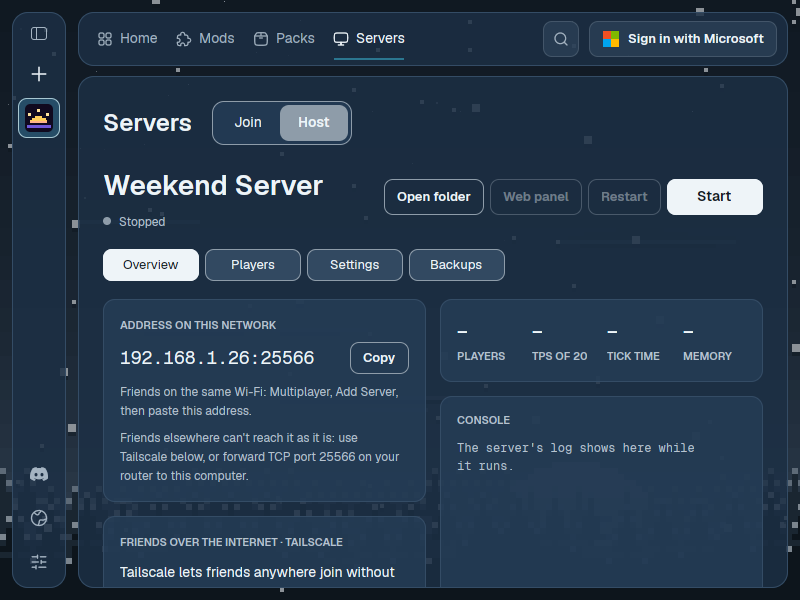 Home
Mods
Packs
Servers
Sign in with Microsoft
Servers
Join
Host
Weekend Server
Stopped
Open folder
Web panel
Restart
Start
Overview
Players
Settings
Backups
ADDRESS ON THIS NETWORK
192.168.1.26:25566
Copy
Friends on the same Wi-Fi: Multiplayer, Add Server,
then paste this address.
Friends elsewhere can't reach it as it is: use
Tailscale below, or forward TCP port 25566 on your
router to this computer.
FRIENDS OVER THE INTERNET · TAILSCALE
Tailscale lets friends anywhere join without
–
PLAYERS
–
TPS OF 20
–
TICK TIME
–
MEMORY
CONSOLE
The server's log shows here while
it runs.